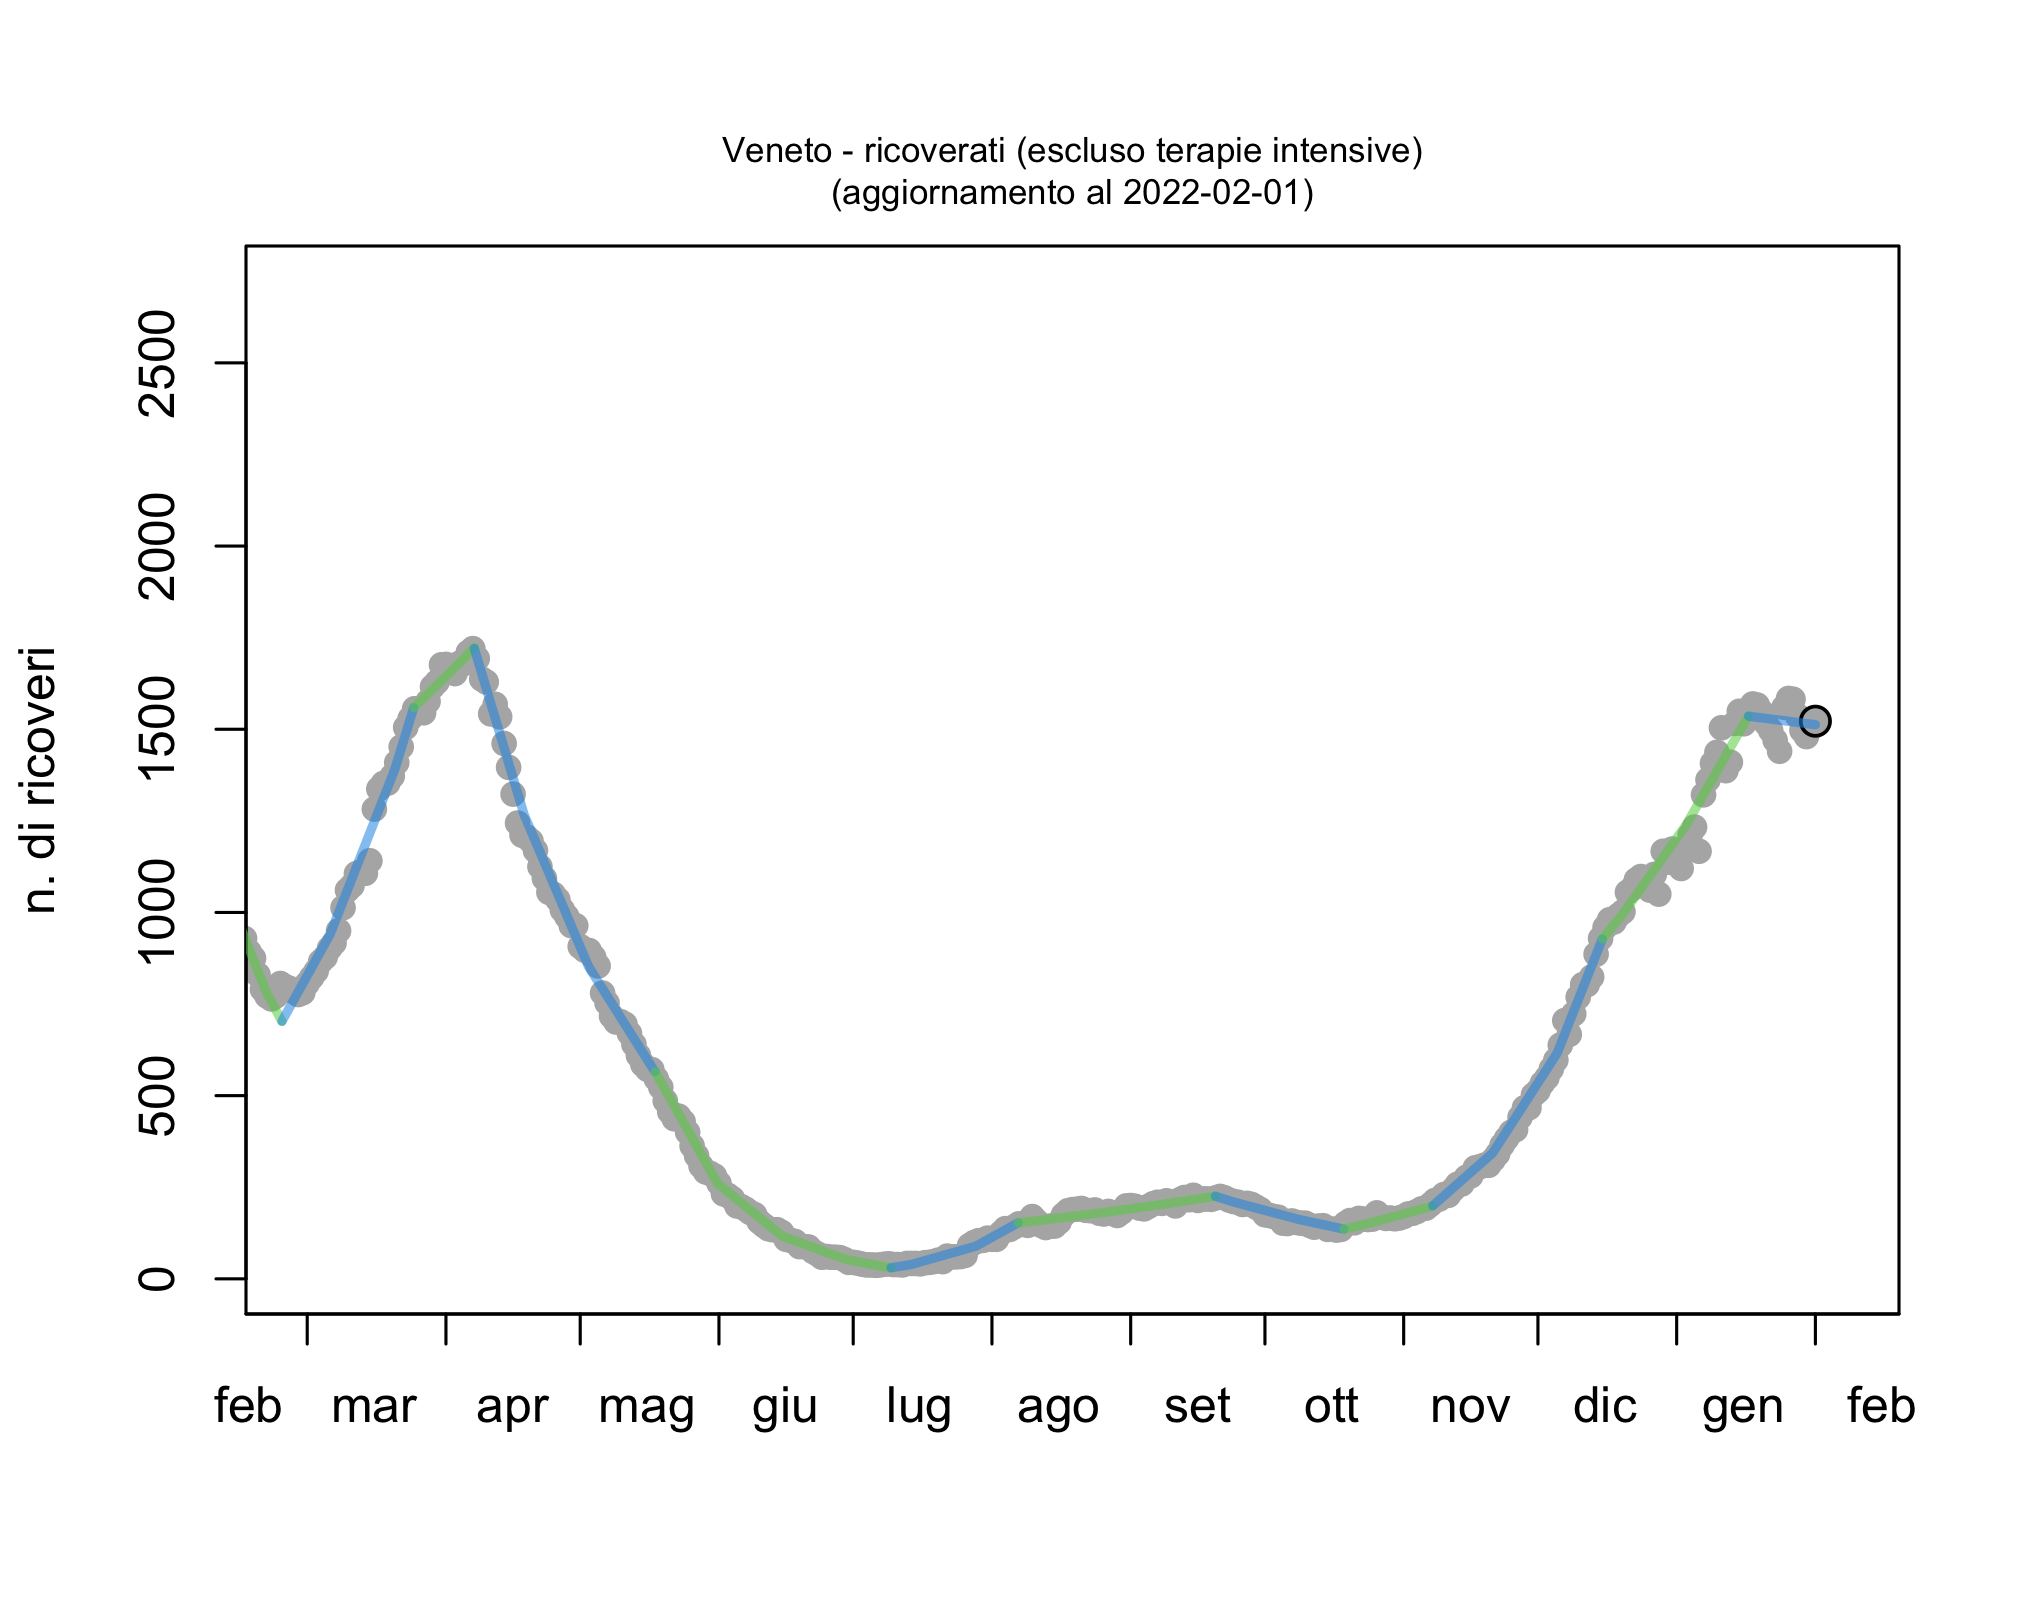 Veneto - ricoverati (escluso terapie intensive)
(aggiornamento al 2022-02-01)
n. di ricoveri
2500
2000
1500
1000
500
0
feb mar apr mag giu lug ago set ott nov dic gen feb